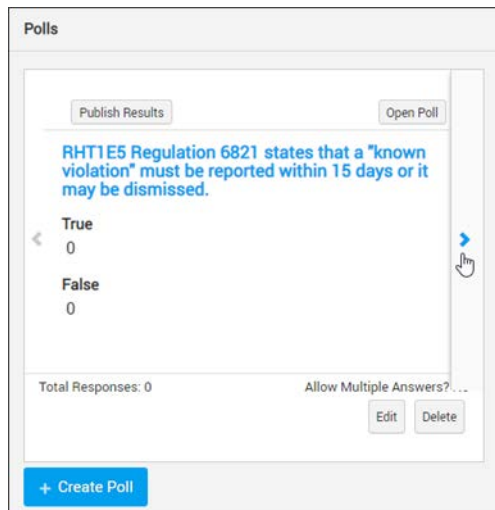 Polls
Publish Results
Open Poll
RHT1E5 Regulation 6821 states that a "known
violation" must be reported within 15 days or it
may be dismissed.
True
0
False
0
Total Responses: 0
Allow Multiple Answers?
Edit
Delete
+ Create Poll